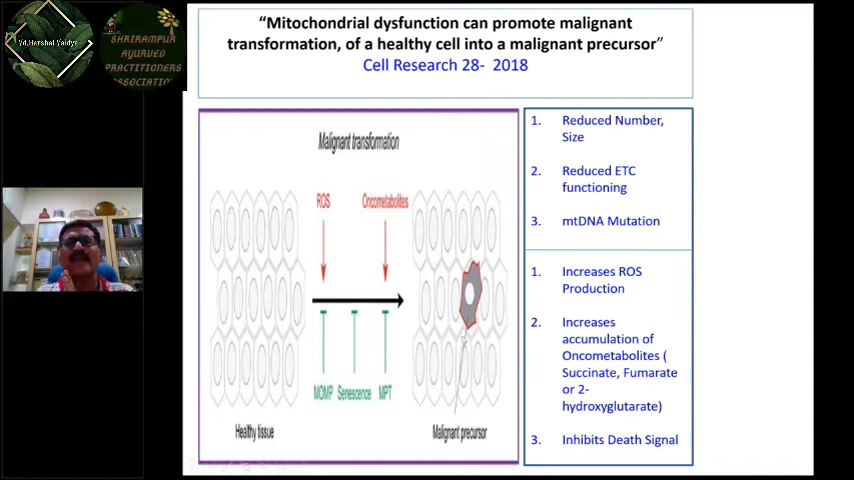 Yd.Hershal Vaidya
SHRIRAMPUR
AYURVED
PRACTITIONERS
ASSOCIATION
“Mitochondrial dysfunction can promote malignant
transformation, of a healthy cell into a malignant precursor”
Cell Research 28- 2018
Malignant transformation
ROS
Oncometabolites
MOMP
Senescence
MPT
Healthy tissue
Malignant precursor
1. Reduced Number,
Size
2. Reduced ETC
functioning
3. mtDNA Mutation
1. Increases ROS
Production
2. Increases
accumulation of
Oncometabolites (
Succinate, Fumarate
or 2-
hydroxyglutarate)
3. Inhibits Death Signal